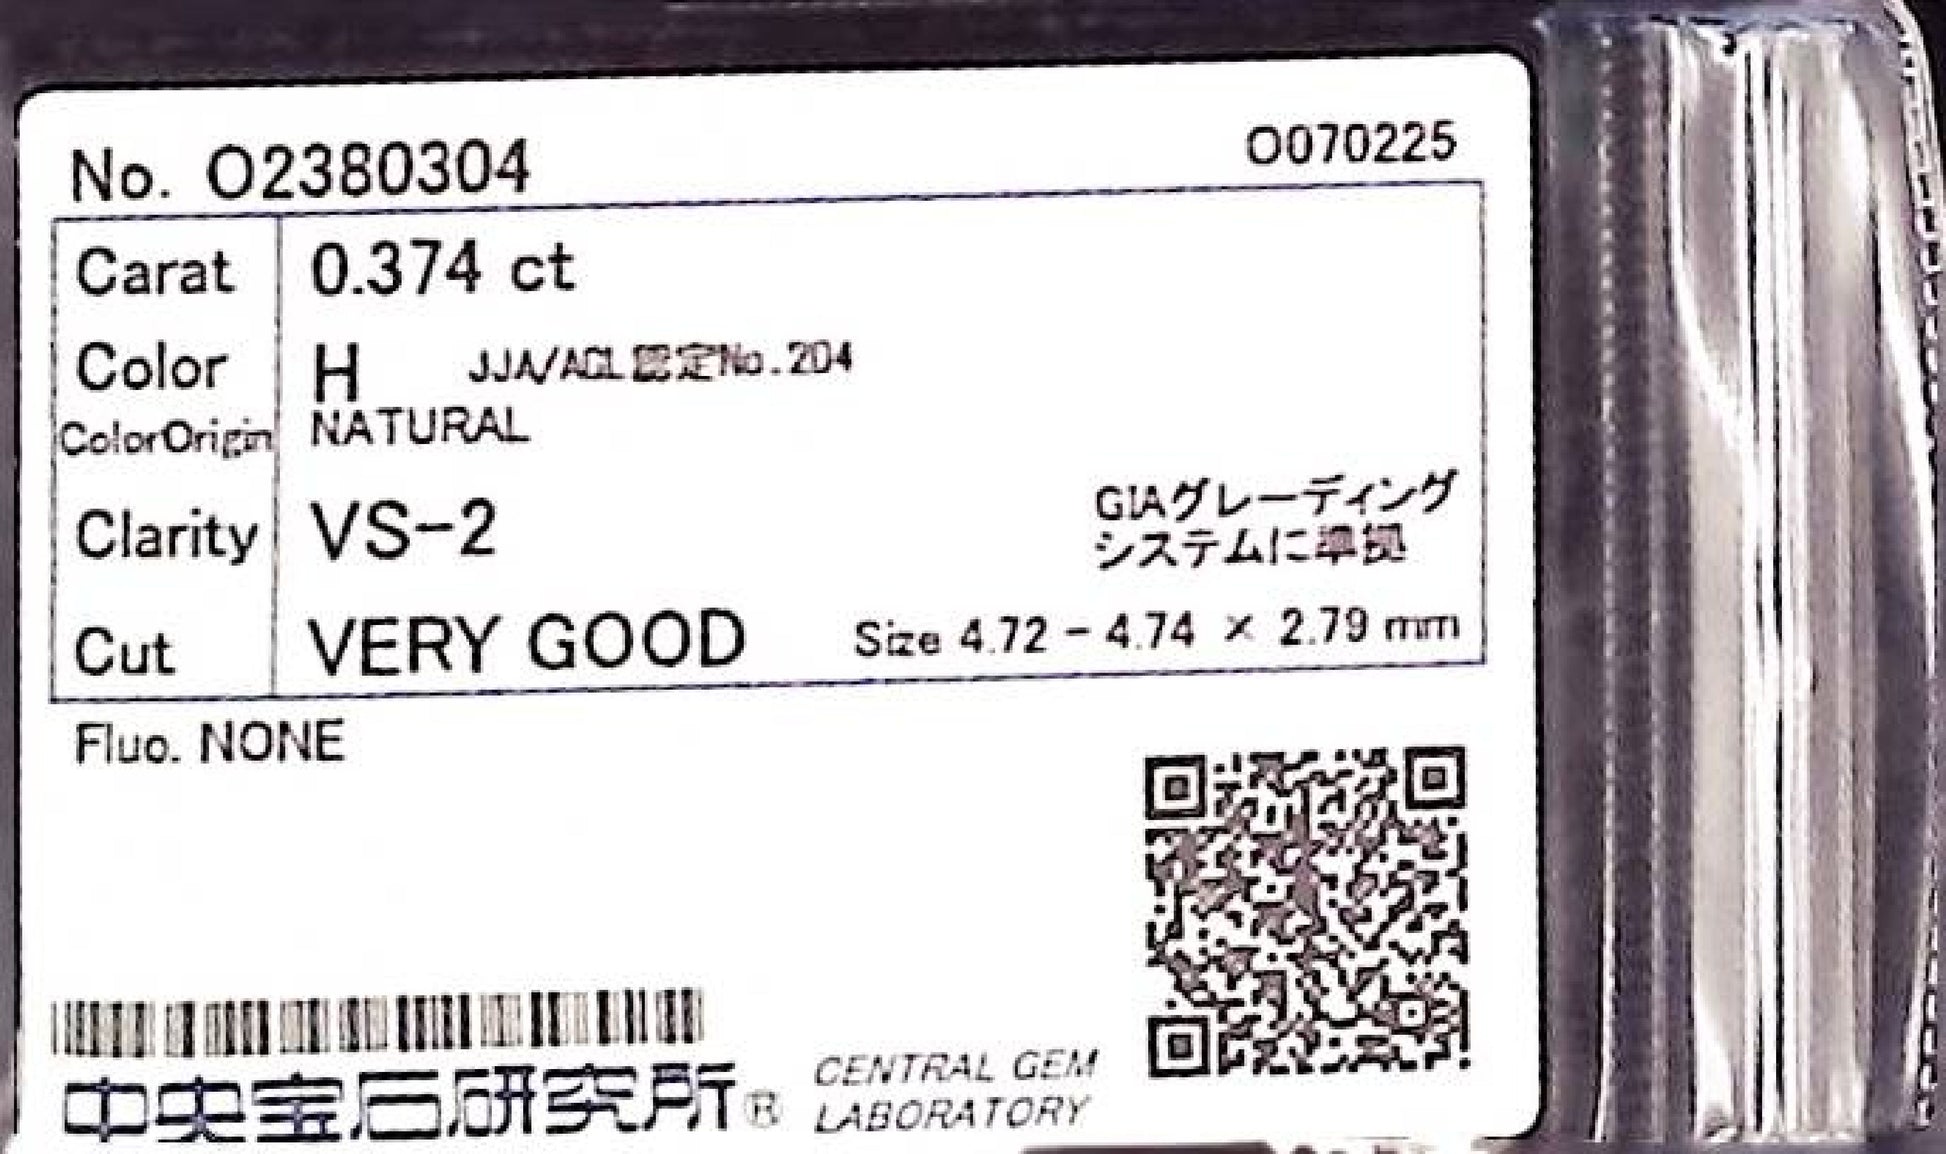 No. O2380304
O070225
Carat 0.374 ct
Color H JJA/AGL認定No.204
ColorOrigin NATURAL
Clarity VS-2
GIAグレーディング
システムに準拠
Cut VERY GOOD Size 4.72 - 4.74 × 2.79 mm
Fluo. NONE
中央宝石研究所® CENTRAL GEM
LABORATORY